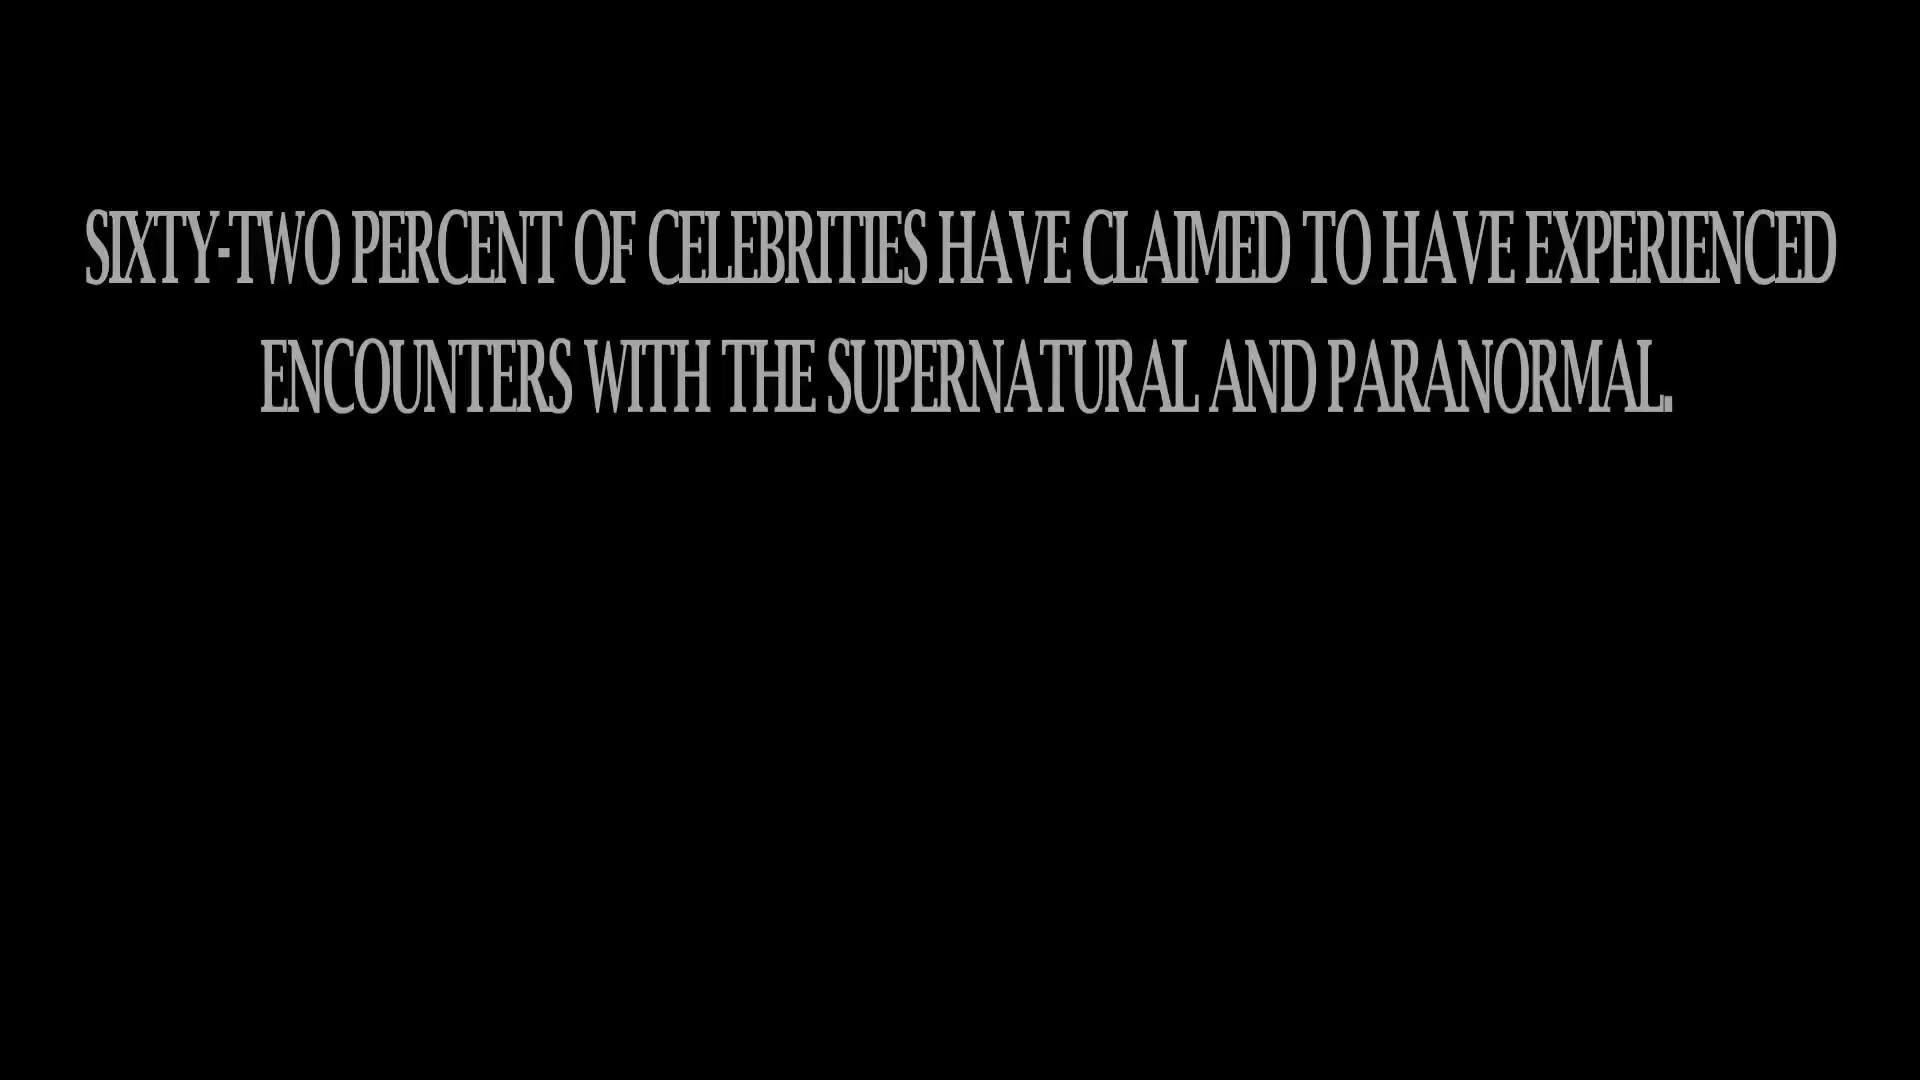 SIXTY-TWO PERCENT OF CELEBRITIES HAVE CLAIMED TO HAVE EXPERIENCED
ENCOUNTERS WITH THE SUPERNATURAL AND PARANORMAL.